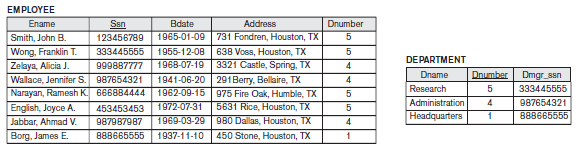 EMPLOYEE
Ename Ssn Bdate Address Dnumber
Smith, John B. 123456789 1965-01-09 731 Fondren, Houston, TX 5
Wong, Franklin T. 333445555 1955-12-08 638 Voss, Houston, TX 5
Zelaya, Alicia J. 999887777 1968-07-19 3321 Castle, Spring, TX 4
Wallace, Jennifer S. 987654321 1941-06-20 291Berry, Bellaire, TX 4
Narayan, Ramesh K. 666884444 1962-09-15 975 Fire Oak, Humble, TX 5
English, Joyce A. 453453453 1972-07-31 5631 Rice, Houston, TX 5
Jabbar, Ahmad V. 987987987 1969-03-29 980 Dallas, Houston, TX 4
Borg, James E. 888665555 1937-11-10 450 Stone, Houston, TX 1
DEPARTMENT
Dname Dnumber Dmgr_ssn
Research 5 333445555
Administration 4 987654321
Headquarters 1 888665555